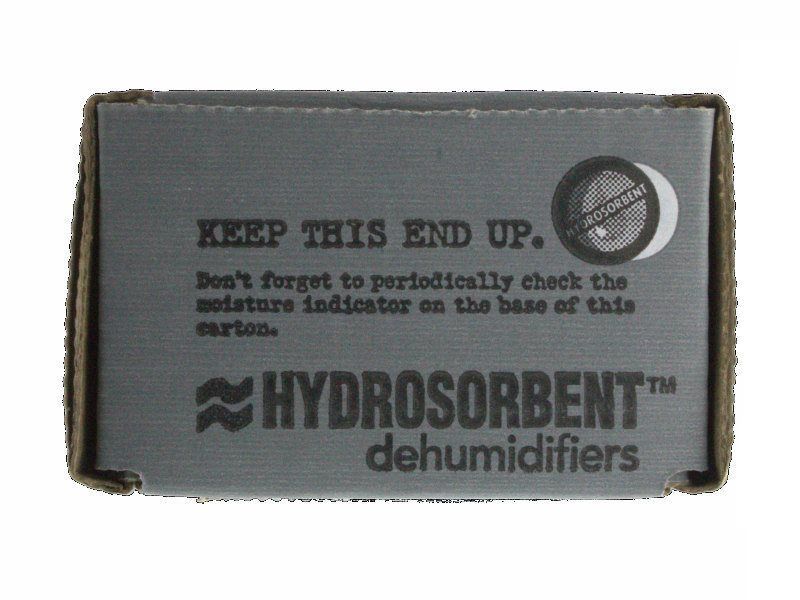 HYDROSORBENT
KEEP THIS END UP.
Don't forget to periodically check the
moisture indicator on the base of this
carton.
HYDROSORBENT™
dehumidifiers